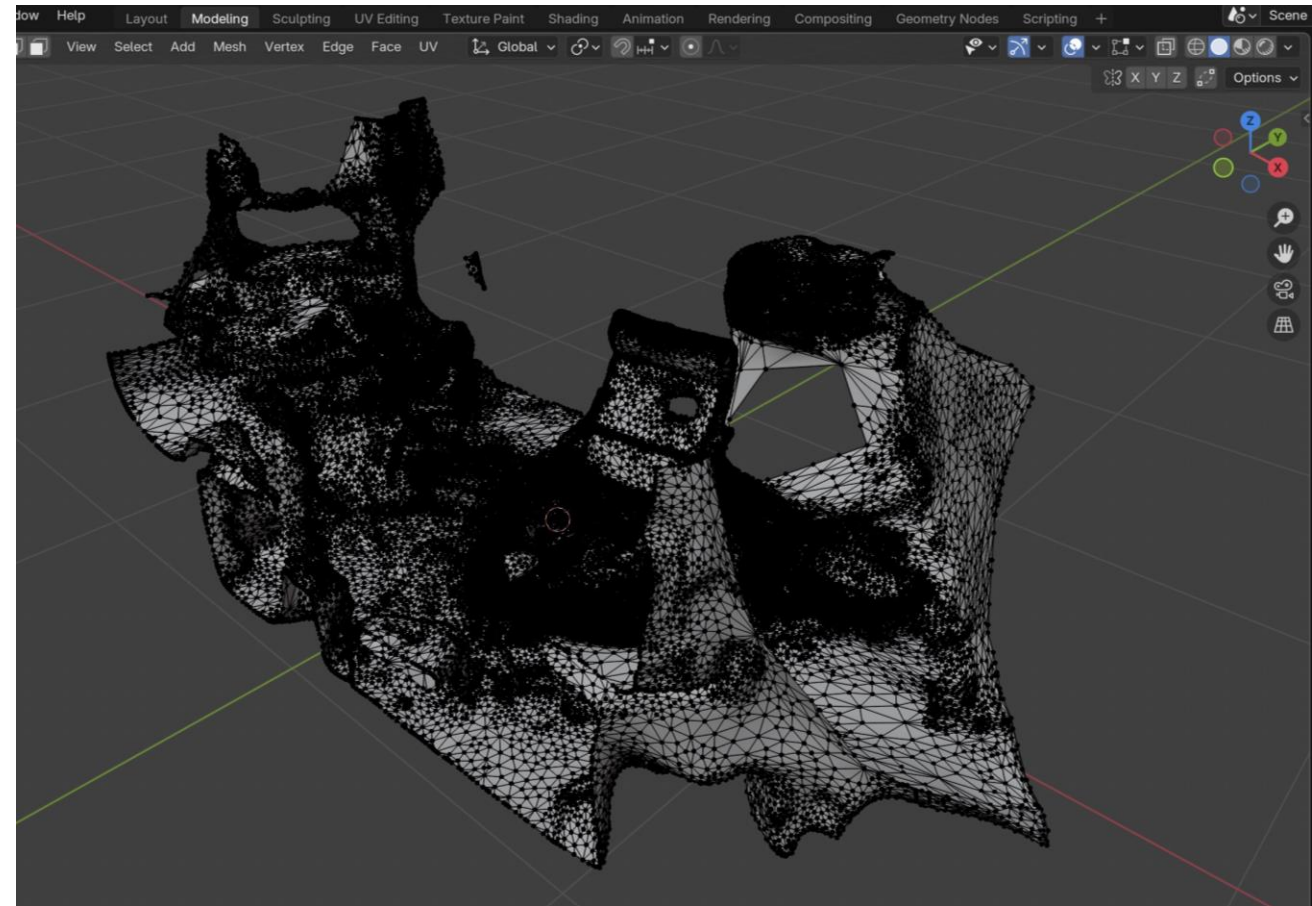 dow Help Layout Modeling Sculpting UV Editing Texture Paint Shading Animation Rendering Compositing Geometry Nodes Scripting + Scene
View Select Add Mesh Vertex Edge Face UV Global
X Y Z Options
Z
Y
X